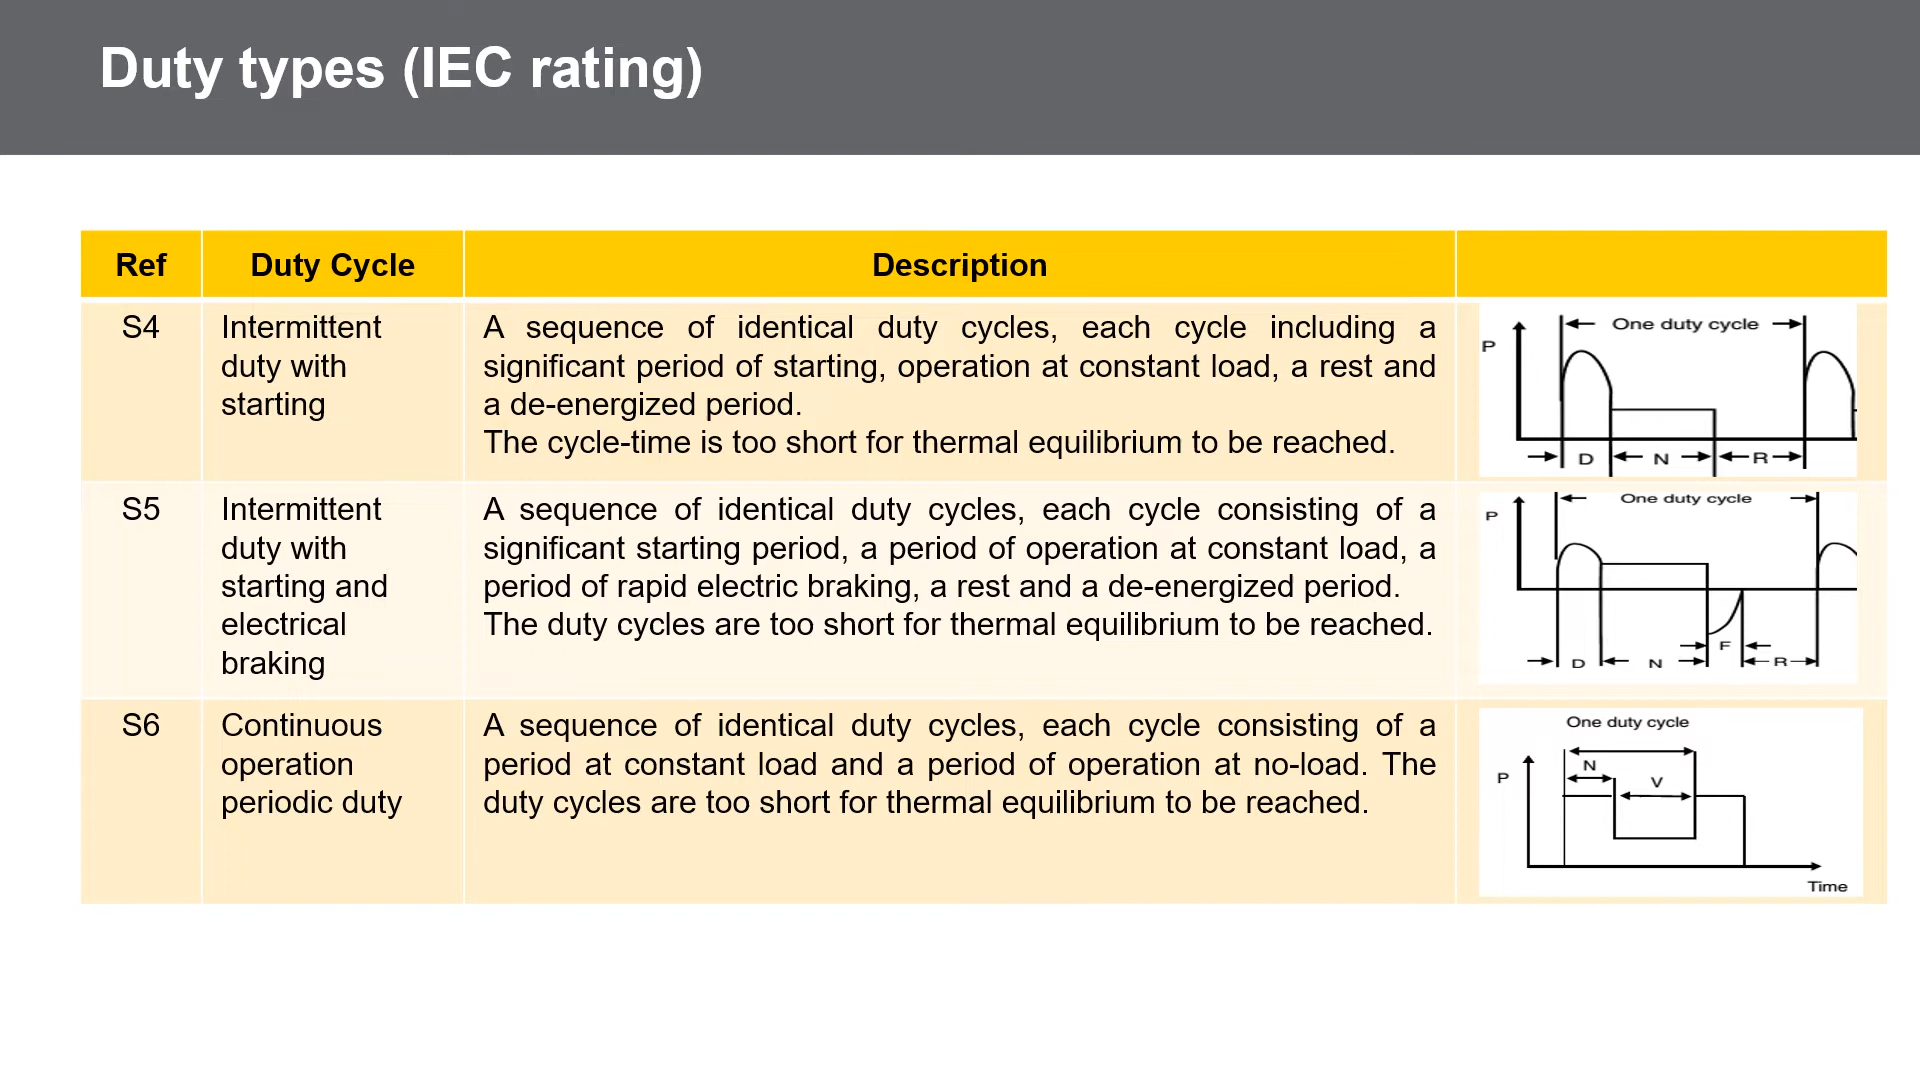 Duty types (IEC rating)
Ref
Duty Cycle
Description
S4
Intermittent
duty with
starting
A sequence of identical duty cycles, each cycle including a
significant period of starting, operation at constant load, a rest and
a de-energized period.
The cycle-time is too short for thermal equilibrium to be reached.
One duty cycle
P
D
N
R
S5
Intermittent
duty with
starting and
electrical
braking
A sequence of identical duty cycles, each cycle consisting of a
significant starting period, a period of operation at constant load, a
period of rapid electric braking, a rest and a de-energized period.
The duty cycles are too short for thermal equilibrium to be reached.
One duty cycle
P
F
D
N
R
S6
Continuous
operation
periodic duty
A sequence of identical duty cycles, each cycle consisting of a
period at constant load and a period of operation at no-load. The
duty cycles are too short for thermal equilibrium to be reached.
One duty cycle
N
P
V
Time